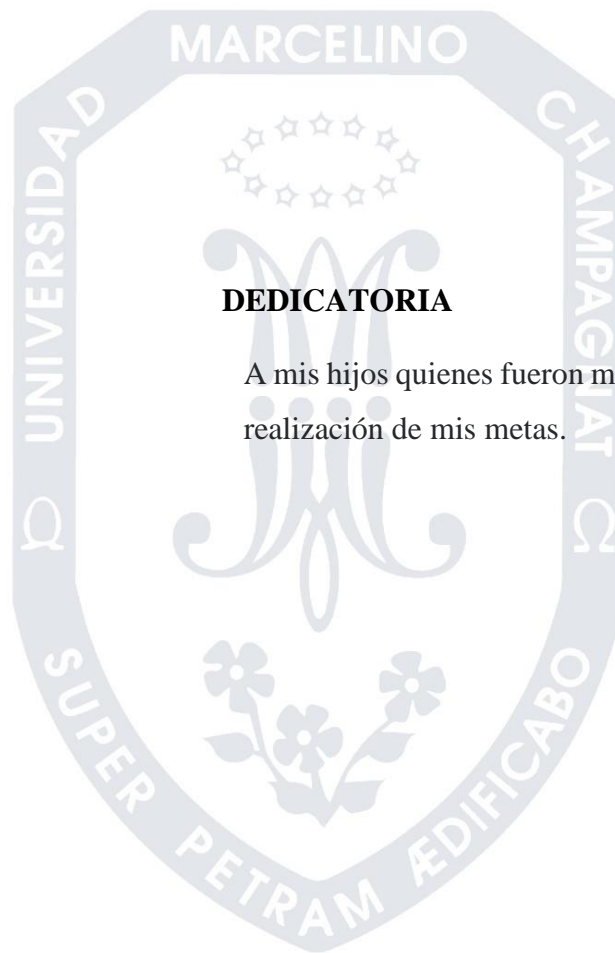 UNIVERSIDAD
MARCELINO
CHAMPAGNAT
DEDICATORIA
A mis hijos quienes fueron m
realización de mis metas.
Ω
Ω
SUPER PETRAM ÆDIFICABO